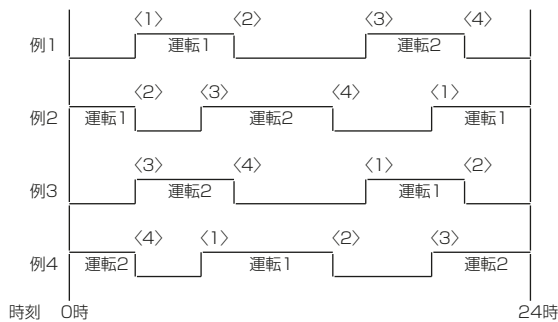 〈1〉 〈2〉 〈3〉 〈4〉
例1 運転1 運転2
〈2〉 〈3〉 〈4〉 〈1〉
例2 運転1 運転2 運転1
〈3〉 〈4〉 〈1〉 〈2〉
例3 運転2 運転1
〈4〉 〈1〉 〈2〉 〈3〉
例4 運転2 運転1 運転2
時刻 0時 24時